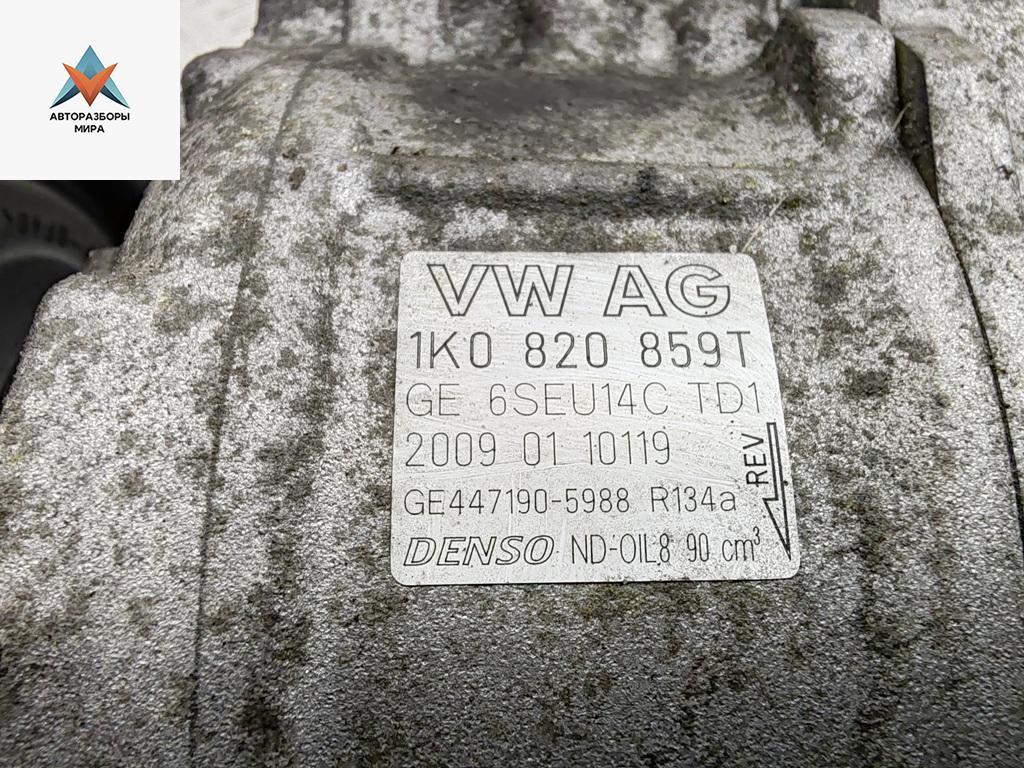 АВТОРАЗБОРЫ
МИРА
VW AG
1K0 820 859T
GE 6SEU14C TD1
2009 01 10119
REV
GE447190-5988 R134a
DENSO ND-OIL8 90 cm³